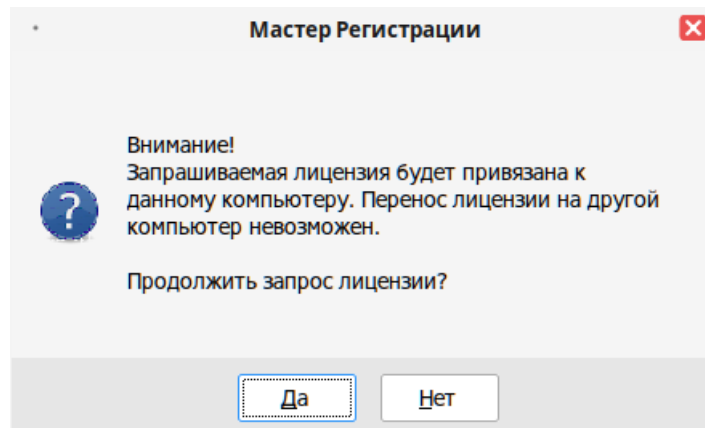 Мастер Регистрации
Внимание!
Запрашиваемая лицензия будет привязана к
данному компьютеру. Перенос лицензии на другой
компьютер невозможен.
Продолжить запрос лицензии?
Да
Нет